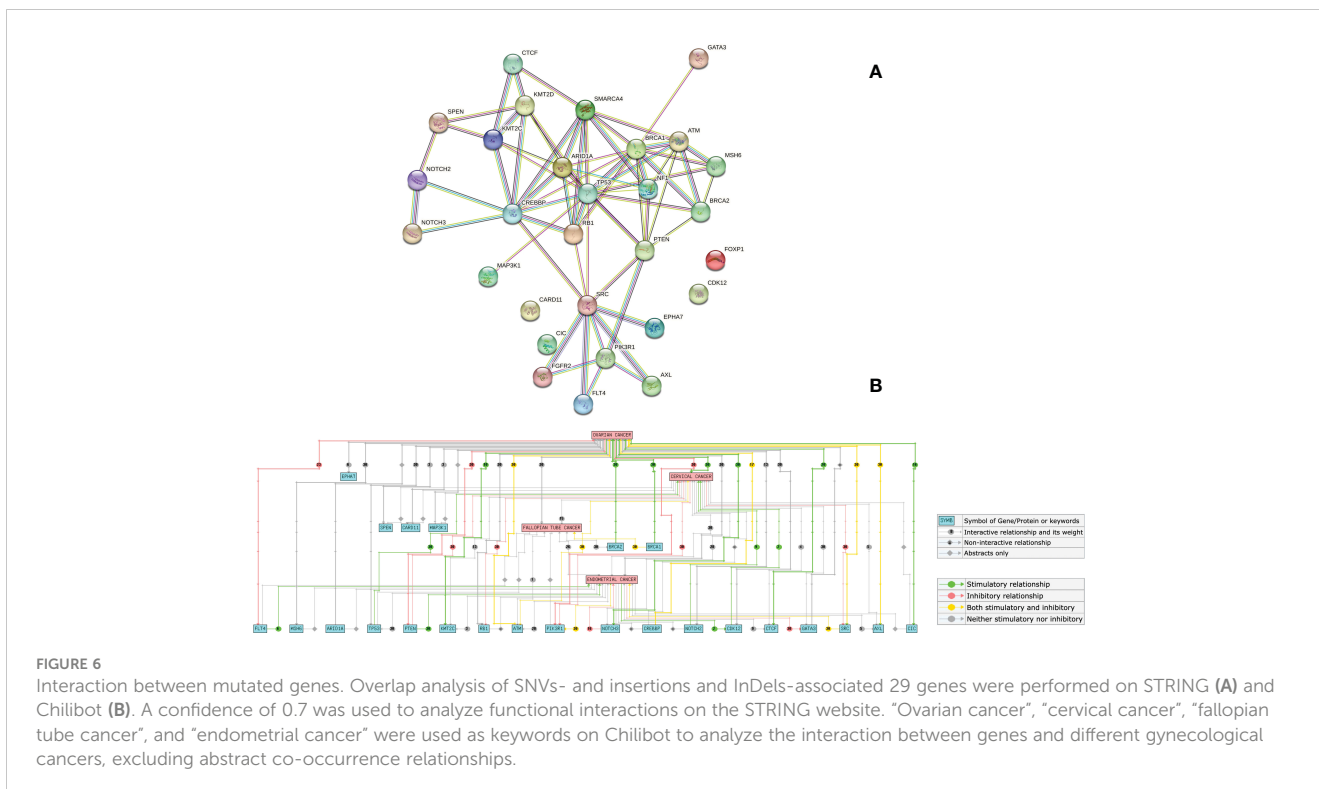 CTCF
GATA3
A
KMT2D
SMARCA4
SPEN
KMT2C
BRCA1
ATM
MSH6
ARID1A
NOTCH2
TP53
NF1
CREBBP
BRCA2
NOTCH3
RB1
PTEN
FOXP1
MAP3K1
CDK12
SRC
CARD11
EPHA7
CIC
PIK3R1
FGFR2
AXL
B
FLT4
OVARIAN CANCER
EPHA7
CERVICAL CANCER
SPEN CARD11 MAP3K1 FALLOPIAN TUBE CANCER
BRCA2 BRCA1
ENDOMETRIAL CANCER
FLT4 MSH6 ARID1A TP53 PTEN KMT2C RB1 ATM PIK3R1 NOTCH3 CREBBP NOTCH2 CDK12 CTCF GATA3 SRC AXL CIC
SYMB Symbol of Gene/Protein or keywords
Interactive relationship and its weight
Non-interactive relationship
Abstracts only
Stimulatory relationship
Inhibitory relationship
Both stimulatory and inhibitory
Neither stimulatory nor inhibitory
FIGURE 6
Interaction between mutated genes. Overlap analysis of SNVs- and insertions and InDels-associated 29 genes were performed on STRING (A) and
Chilibot (B). A confidence of 0.7 was used to analyze functional interactions on the STRING website. “Ovarian cancer”, “cervical cancer”, “fallopian
tube cancer”, and “endometrial cancer” were used as keywords on Chilibot to analyze the interaction between genes and different gynecological
cancers, excluding abstract co-occurrence relationships.